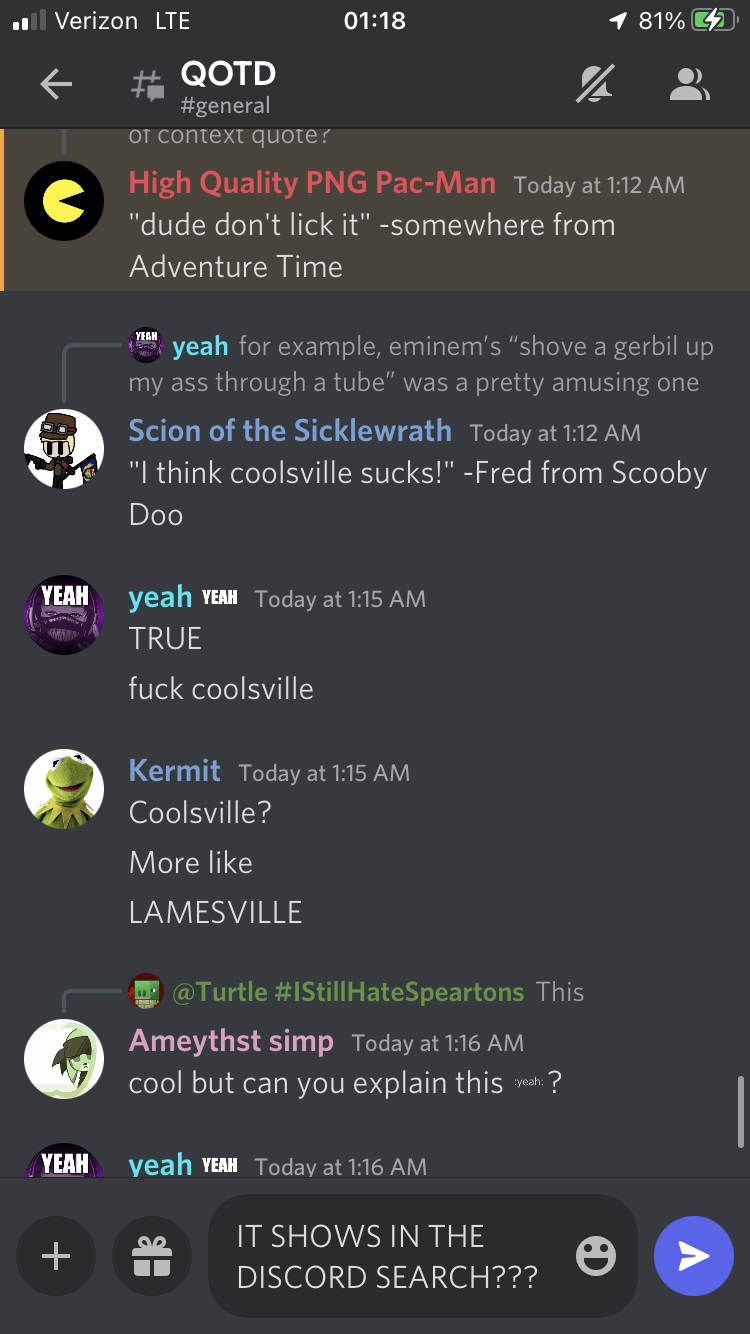 Verizon LTE 01:18 81%
QOTD
#general
of context quote?
High Quality PNG Pac-Man Today at 1:12 AM
"dude don't lick it" -somewhere from
Adventure Time
YEAH yeah for example, eminem’s “shove a gerbil up
my ass through a tube” was a pretty amusing one
Scion of the Sicklewrath Today at 1:12 AM
"I think coolsville sucks!" -Fred from Scooby
Doo
YEAH yeah YEAH Today at 1:15 AM
TRUE
fuck coolsville
Kermit Today at 1:15 AM
Coolsville?
More like
LAMESVILLE
@Turtle #IStillHateSpeartons This
Ameythst simp Today at 1:16 AM
cool but can you explain this :yeah: ?
YEAH yeah YEAH Today at 1:16 AM
IT SHOWS IN THE
DISCORD SEARCH???